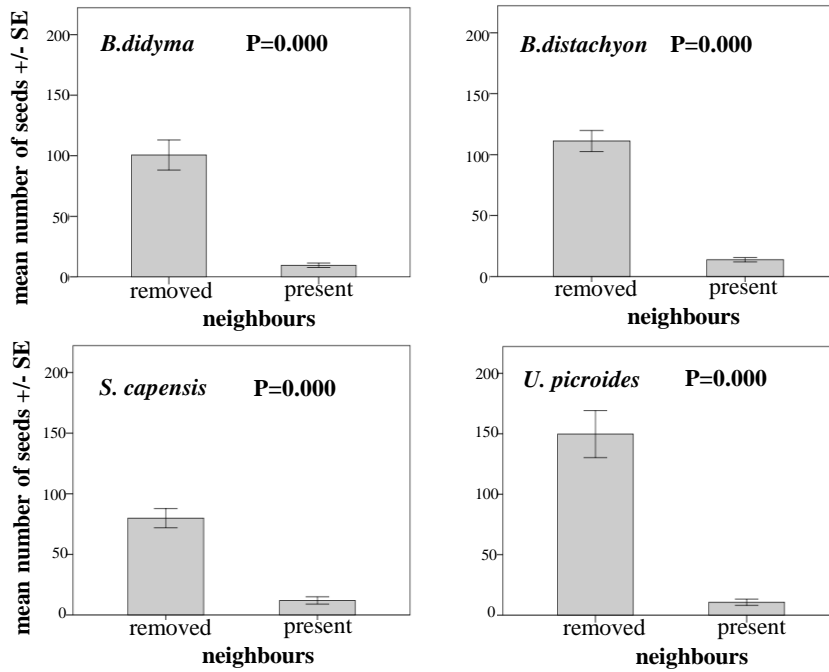 B.didyma P=0.000
mean number of seeds +/- SE
200
150
100
50
0
removed present
neighbours
B.distachyon P=0.000
200
150
100
50
0
removed present
neighbours
S. capensis P=0.000
mean number of seeds +/- SE
200
150
100
50
0
removed present
neighbours
U. picroides P=0.000
200
150
100
50
0
removed present
neighbours